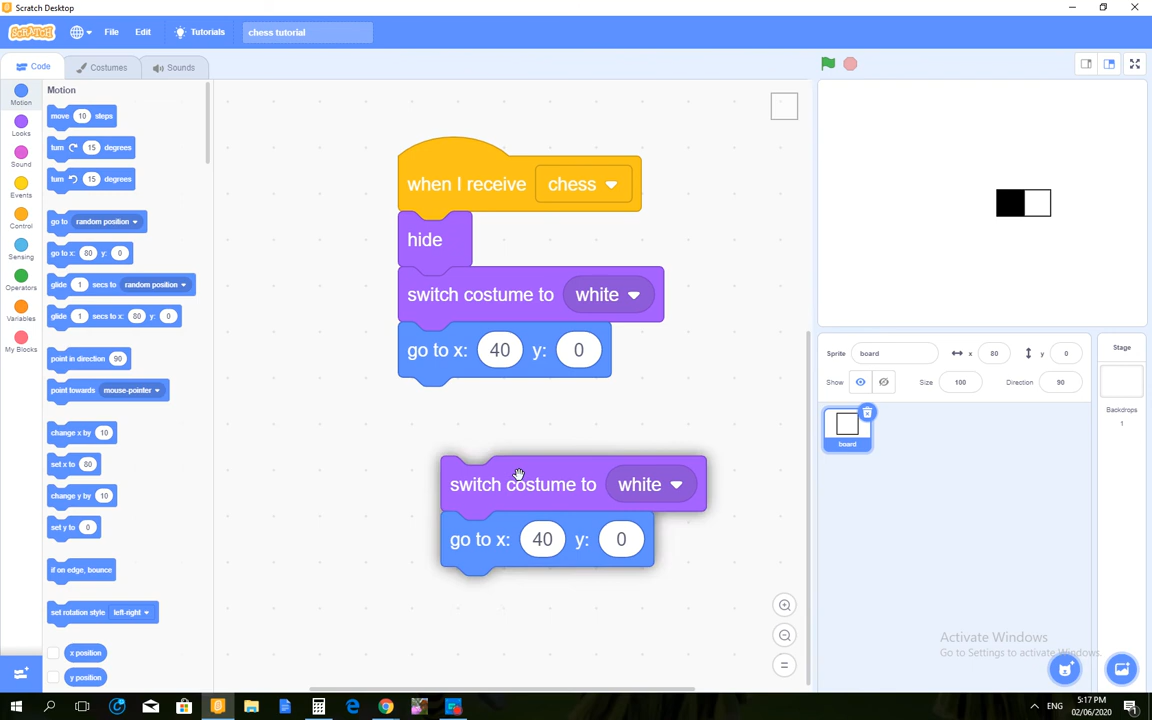 Scratch Desktop
SCRATCH File Edit Tutorials chess tutorial
Code Costumes Sounds
Motion
Looks
Sound
Events
Control
Sensing
Operators
Variables
My Blocks
Motion
move 10 steps
turn 15 degrees
turn 15 degrees
go to random position
go to x: 80 y: 0
glide 1 secs to random position
glide 1 secs to x: 80 y: 0
point in direction 90
point towards mouse-pointer
change x by 10
set x to 80
change y by 10
set y to 0
if on edge, bounce
set rotation style left-right
x position
y position
when I receive chess
hide
switch costume to white
go to x: 40 y: 0
switch costume to white
go to x: 40 y: 0
Sprite board x 80 y 0
Show Size 100 Direction 90
board
Stage
Backdrops
1
Activate Windows
Go to Settings to activate Windows.
ENG
5:17 PM
02/06/2020